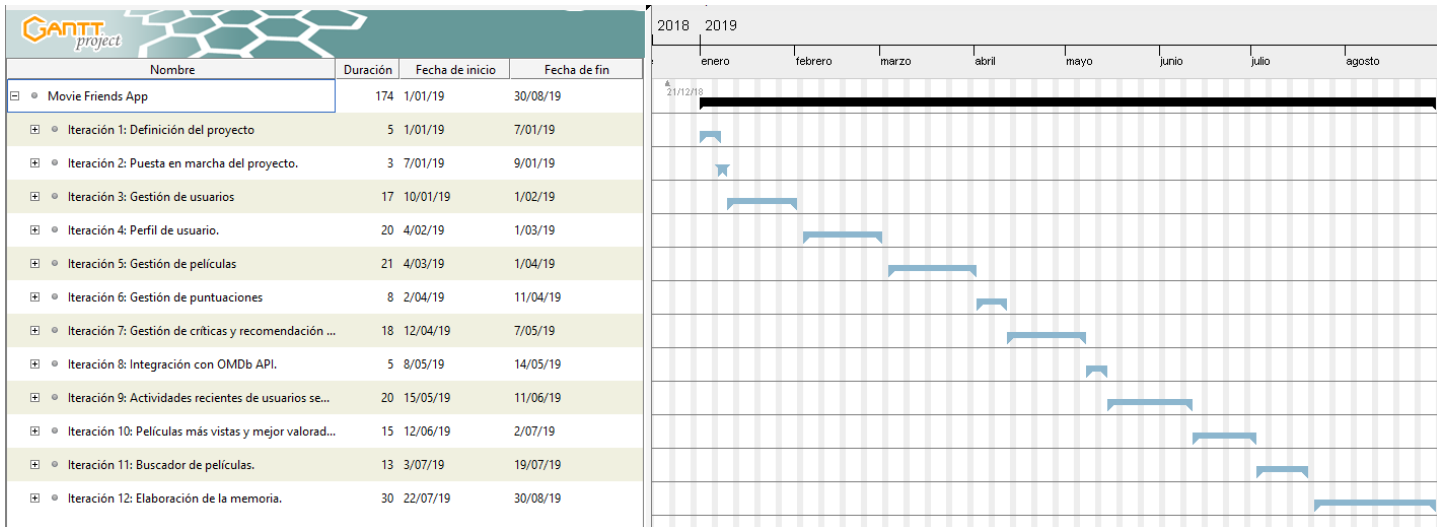 GANTT
project
2018 2019
Nombre Duración Fecha de inicio Fecha de fin
enero febrero marzo abril mayo junio julio agosto
21/12/18
Movie Friends App 174 1/01/19 30/08/19
Iteración 1: Definición del proyecto 5 1/01/19 7/01/19
Iteración 2: Puesta en marcha del proyecto. 3 7/01/19 9/01/19
Iteración 3: Gestión de usuarios 17 10/01/19 1/02/19
Iteración 4: Perfil de usuario. 20 4/02/19 1/03/19
Iteración 5: Gestión de películas 21 4/03/19 1/04/19
Iteración 6: Gestión de puntuaciones 8 2/04/19 11/04/19
Iteración 7: Gestión de críticas y recomendación ... 18 12/04/19 7/05/19
Iteración 8: Integración con OMDb API. 5 8/05/19 14/05/19
Iteración 9: Actividades recientes de usuarios se... 20 15/05/19 11/06/19
Iteración 10: Películas más vistas y mejor valorad... 15 12/06/19 2/07/19
Iteración 11: Buscador de películas. 13 3/07/19 19/07/19
Iteración 12: Elaboración de la memoria. 30 22/07/19 30/08/19